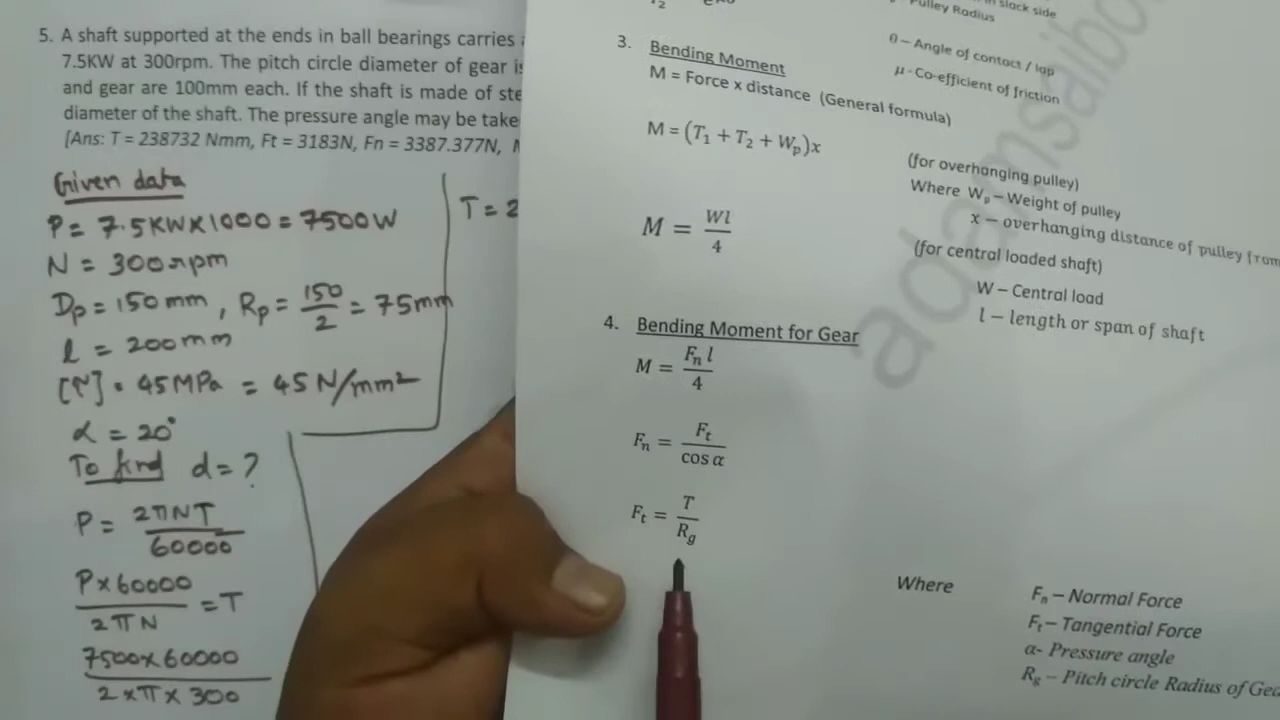 5. A shaft supported at the ends in ball bearings carries
7.5KW at 300rpm. The pitch circle diameter of gear is
and gear are 100mm each. If the shaft is made of ste
diameter of the shaft. The pressure angle may be take
[Ans: T = 238732 Nmm, Ft = 3183N, Fn = 3387.377N,
Given data
P = 7.5KW×1000 = 7500W
N = 300rpm
Dp = 150mm, Rp = 150/2 = 75mm
l = 200mm
[τ] = 45MPa = 45 N/mm²
α = 20°
To find d = ?
P = 2πNT/60000
P×60000/2πN = T
7500×60000/2×π×300
T = 2
slack side
Pulley Radius
θ – Angle of contact / lap
μ - Co-efficient of friction
3. Bending Moment
M = Force x distance (General formula)
M = (T₁ + T₂ + Wₚ)x
(for overhanging pulley)
Where Wₚ – Weight of pulley
x – overhanging distance of pulley from
M = Wl/4
(for central loaded shaft)
W – Central load
l – length or span of shaft
4. Bending Moment for Gear
M = Fₙ l/4
Fₙ = Fₜ/cos α
Fₜ = T/R_g
Where Fₙ – Normal Force
Fₜ – Tangential Force
α- Pressure angle
R_g – Pitch circle Radius of Gea
adamsaibo